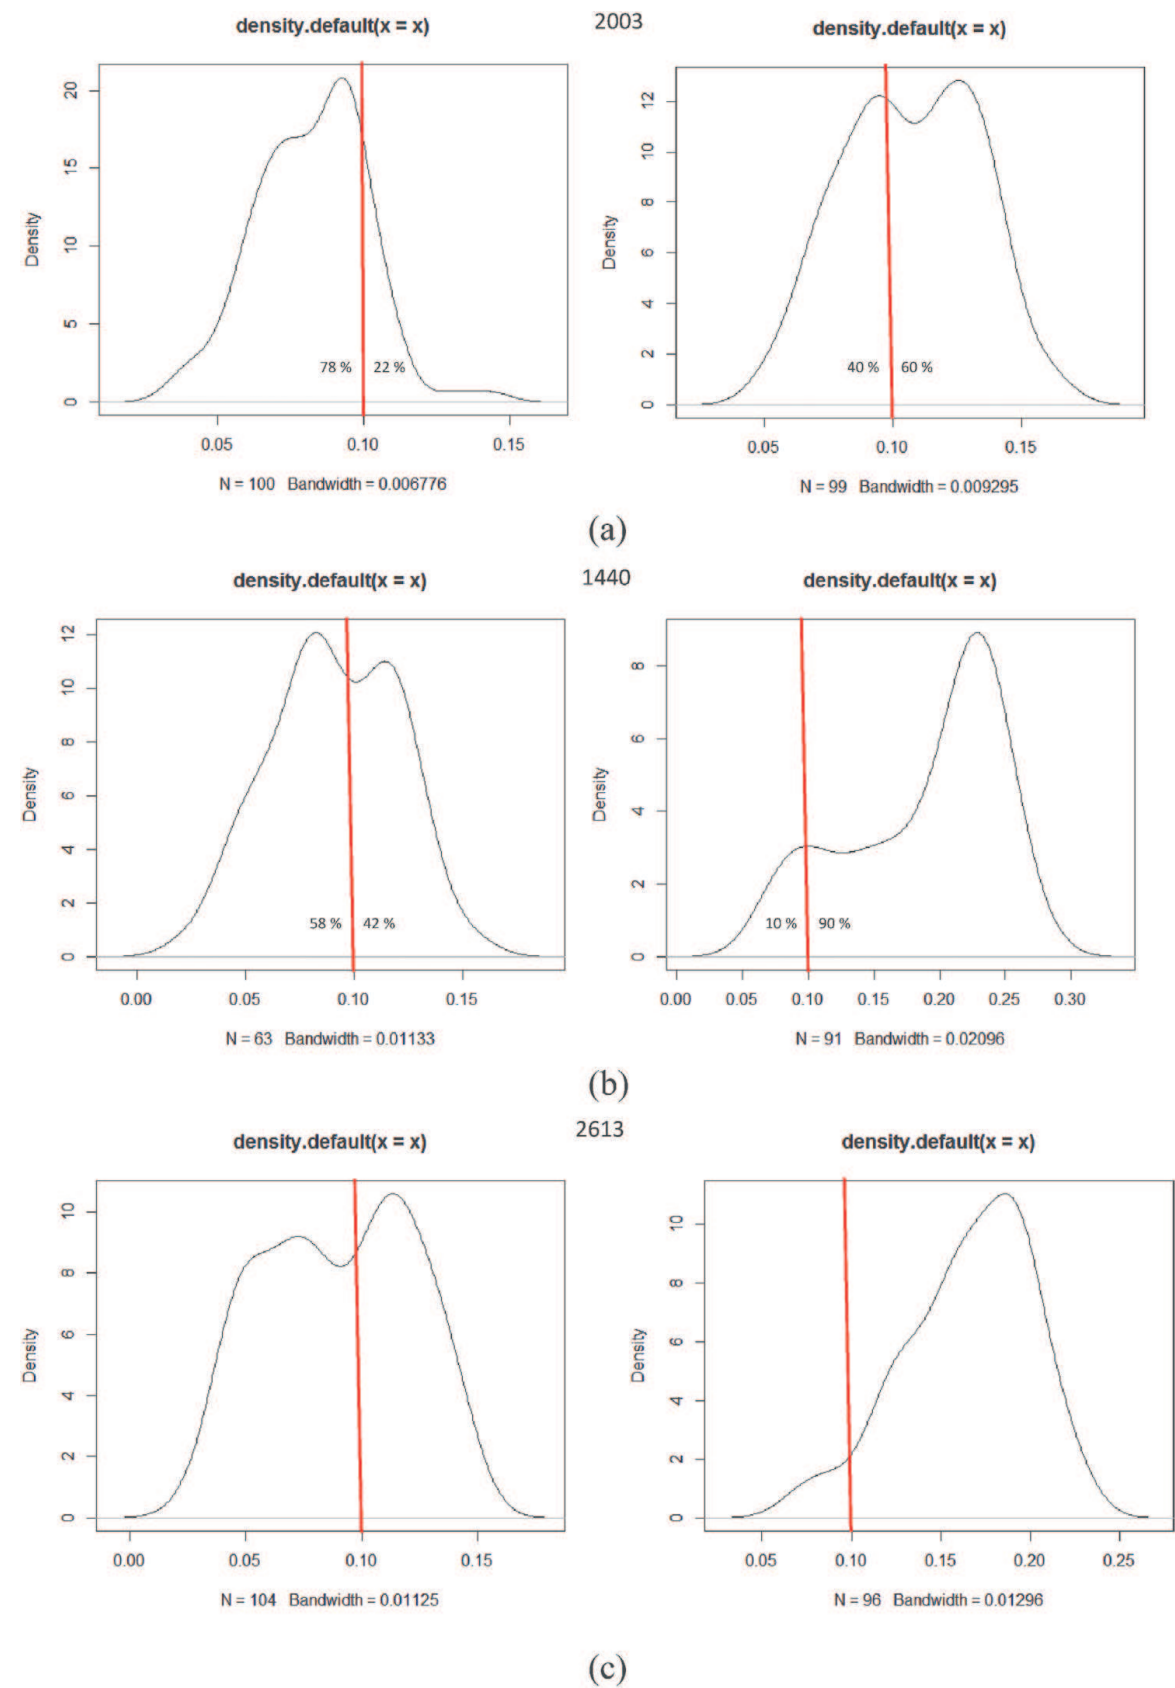 2003
density.default(x = x)
Density
0 5 10 15 20
78 % 22 %
0.05 0.10 0.15
N = 100 Bandwidth = 0.006776
density.default(x = x)
Density
0 2 4 6 8 10 12
40 % 60 %
0.05 0.10 0.15
N = 99 Bandwidth = 0.009295
(a)
1440
density.default(x = x)
Density
0 2 4 6 8 10 12
58 % 42 %
0.00 0.05 0.10 0.15
N = 63 Bandwidth = 0.01133
density.default(x = x)
Density
0 2 4 6 8
10 % 90 %
0.00 0.05 0.10 0.15 0.20 0.25 0.30
N = 91 Bandwidth = 0.02096
(b)
2613
density.default(x = x)
Density
0 2 4 6 8 10
0.00 0.05 0.10 0.15
N = 104 Bandwidth = 0.01125
density.default(x = x)
Density
0 2 4 6 8 10
0.05 0.10 0.15 0.20 0.25
N = 96 Bandwidth = 0.01296
(c)